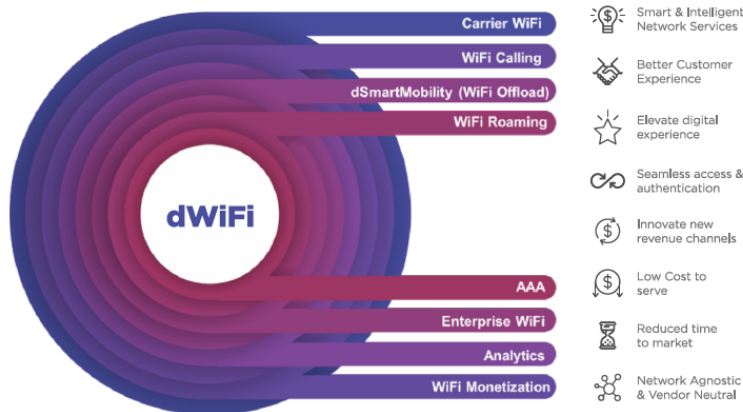 Carrier WiFi
WiFi Calling
dSmartMobility (WiFi Offload)
WiFi Roaming
dWiFi
AAA
Enterprise WiFi
Analytics
WiFi Monetization
Smart & Intelligent
Network Services
Better Customer
Experience
Elevate digital
experience
Seamless access &
authentication
Innovate new
revenue channels
Low Cost to
serve
Reduced time
to market
Network Agnostic
& Vendor Neutral